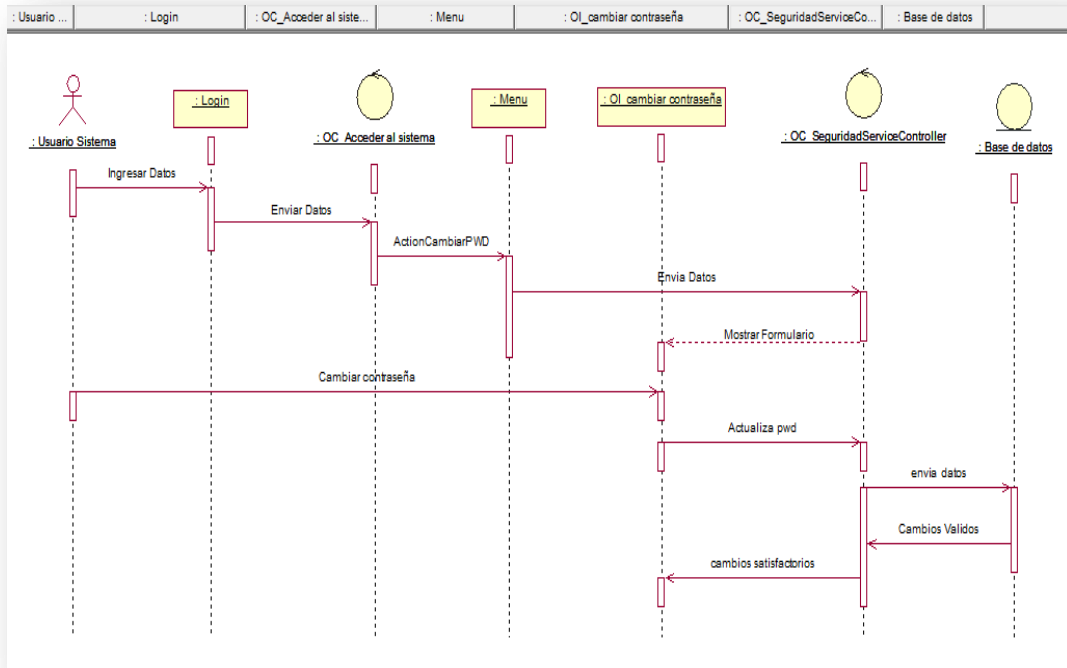 : Usuario ...
: Login
: OC_Acceder al siste...
: Menu
: OI_cambiar contraseña
: OC_SeguridadServiceCo...
: Base de datos
: Login
: Menu
: OI_cambiar contraseña
: Usuario Sistema
: OC_Acceder al sistema
: OC_SeguridadServiceController
: Base de datos
Ingresar Datos
Enviar Datos
ActionCambiarPWD
Envia Datos
Mostrar Formulario
Cambiar contraseña
Actualiza pwd
envia datos
Cambios Validos
cambios satisfactorios